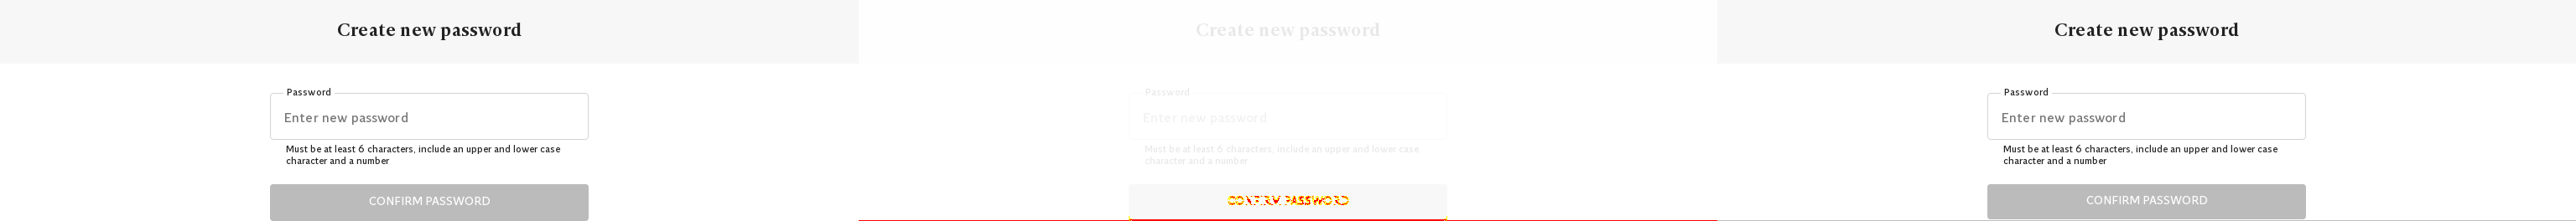 Create new password
Password
Enter new password
Must be at least 6 characters, include an upper and lower case
character and a number
CONFIRM PASSWORD
Create new password
Password
Enter new password
Must be at least 6 characters, include an upper and lower case
character and a number
CONFIRM PASSWORD
Create new password
Password
Enter new password
Must be at least 6 characters, include an upper and lower case
character and a number
CONFIRM PASSWORD